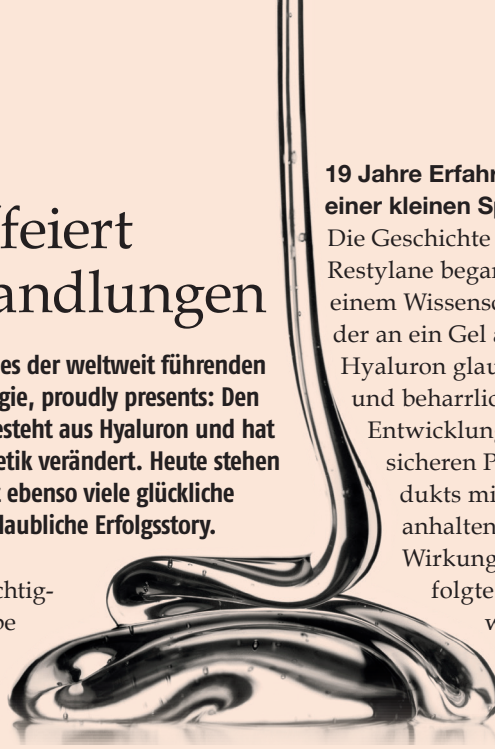 feiert
andlungen
es der weltweit führenden
gie, proudly presents: Den
esteht aus Hyaluron und hat
etik verändert. Heute stehen
ebenso viele glückliche
laubliche Erfolgsstory.
chtig-
be
19 Jahre Erfahr
einer kleinen Sp
Die Geschichte
Restylane began
einem Wissensc
der an ein Gel a
Hyaluron glau
und beharrlic
Entwicklung
sicheren P
dukts mi
anhalten
Wirkung
folgte
w